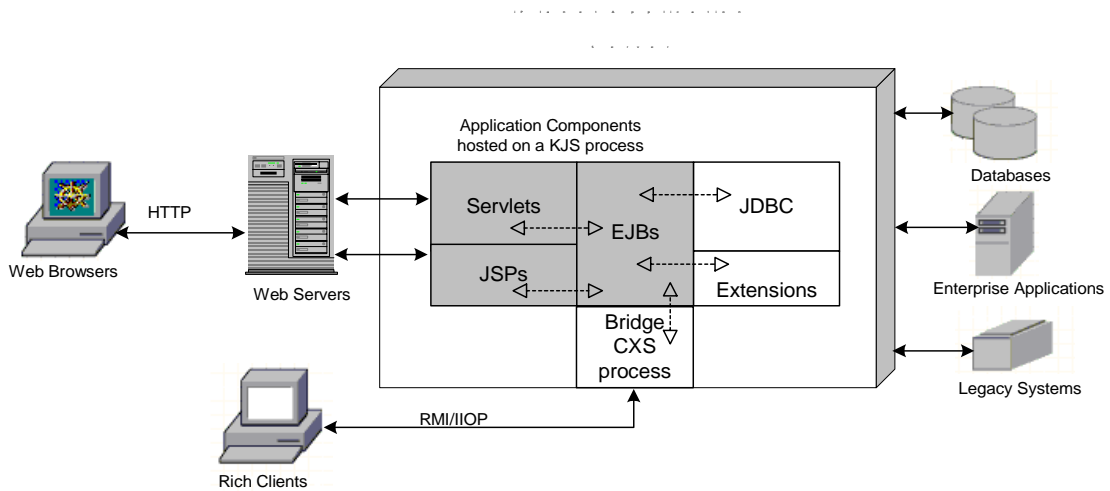 Application Components
hosted on a KJS process
Servlets
EJBs
JDBC
JSPs
Extensions
Bridge
CXS
process
HTTP
Web Browsers
Web Servers
RMI/IIOP
Rich Clients
Databases
Enterprise Applications
Legacy Systems